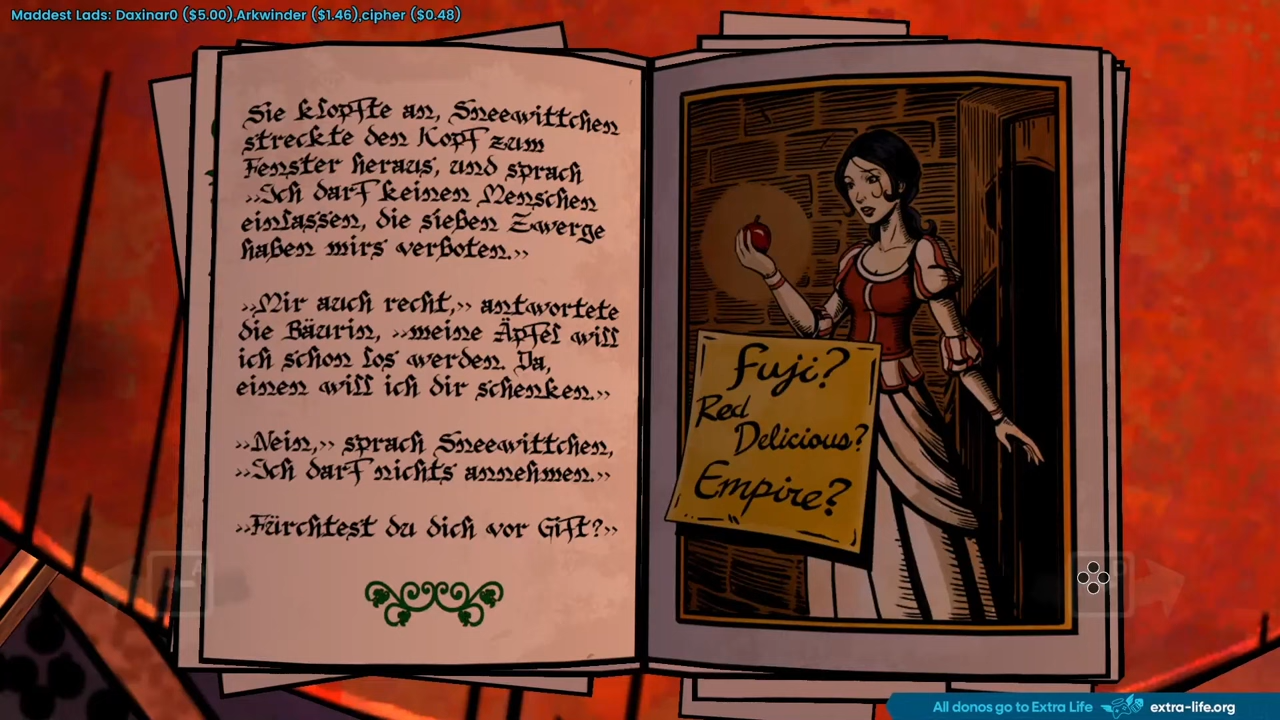 Maddest Lads: Daxinar0 ($5.00),Arkwinder ($1.46),cipher ($0.48)
Sie klopfte an, Sneewittchen
streckte den Kopf zum
Fenster heraus, und sprach
»Ich darf keinen Menschen
einlassen, die sieben Zwerge
haben mirs verboten.»
»Mir auch recht,» antwortete
die Bäurin, »meine Äpfel will
ich schon los werden. Da,
einen will ich dir schenken.»
»Nein,» sprach Sneewittchen,
»Ich darf nichts annehmen.»
»Fürchtest du dich vor Gift?»
Fuji?
Red
Delicious?
Empire?
All donos go to Extra Life extra-life.org